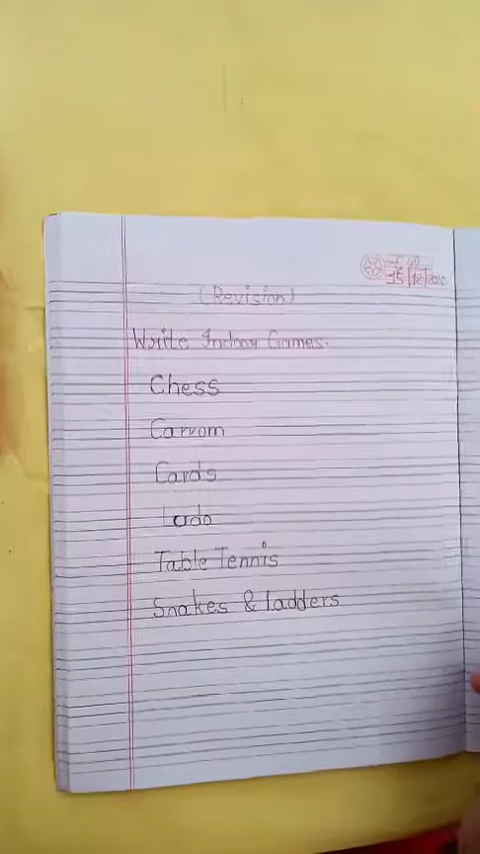 (Revision)
Write Indoor Games.
Chess
Carrom
Cards
Ludo
Table Tennis
Snakes & ladders